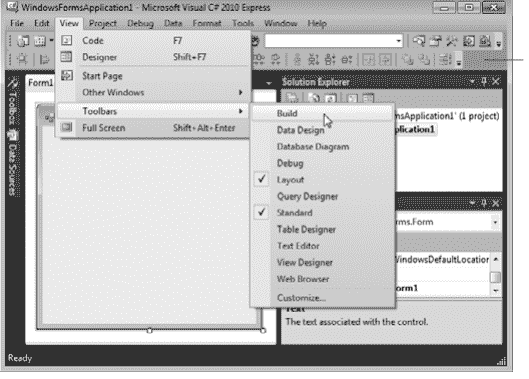 WindowsFormsApplication1 - Microsoft Visual C# 2010 Express
File Edit View Project Debug Data Format Tools Window Help
Code F7
Designer Shift+F7
Start Page
Other Windows
Toolbars
Full Screen Shift+Alt+Enter
Form1
Toolbox
Data Sources
Build
Data Design
Database Diagram
Debug
Layout
Query Designer
Standard
Table Designer
Text Editor
View Designer
Web Browser
Customize...
Solution Explorer
msApplication1' (1 project)
plication1
rms.Form
WindowsDefaultLocation
orm1
Text
The text associated with the control.
Ready